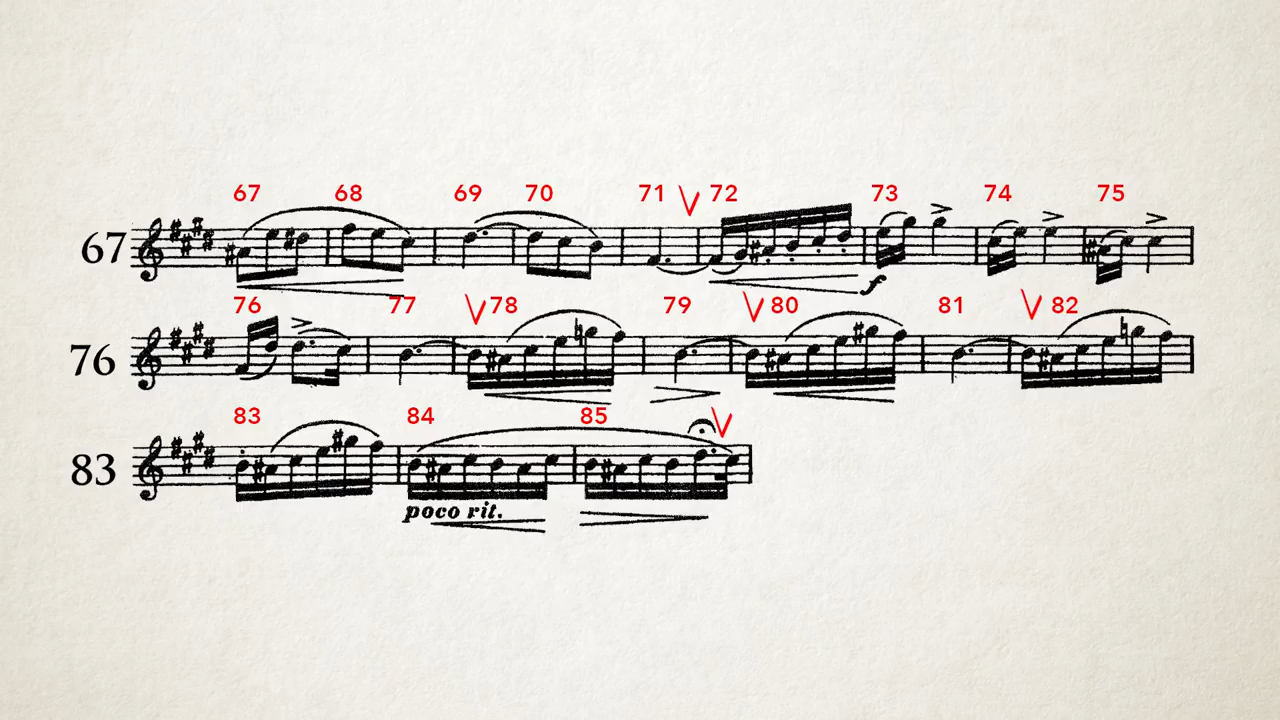 67 68 69 70 71 V 72 73 74 75
67
f
76 77 V 78 79 V 80 81 V 82
76
83 84 85 V
83
poco rit.